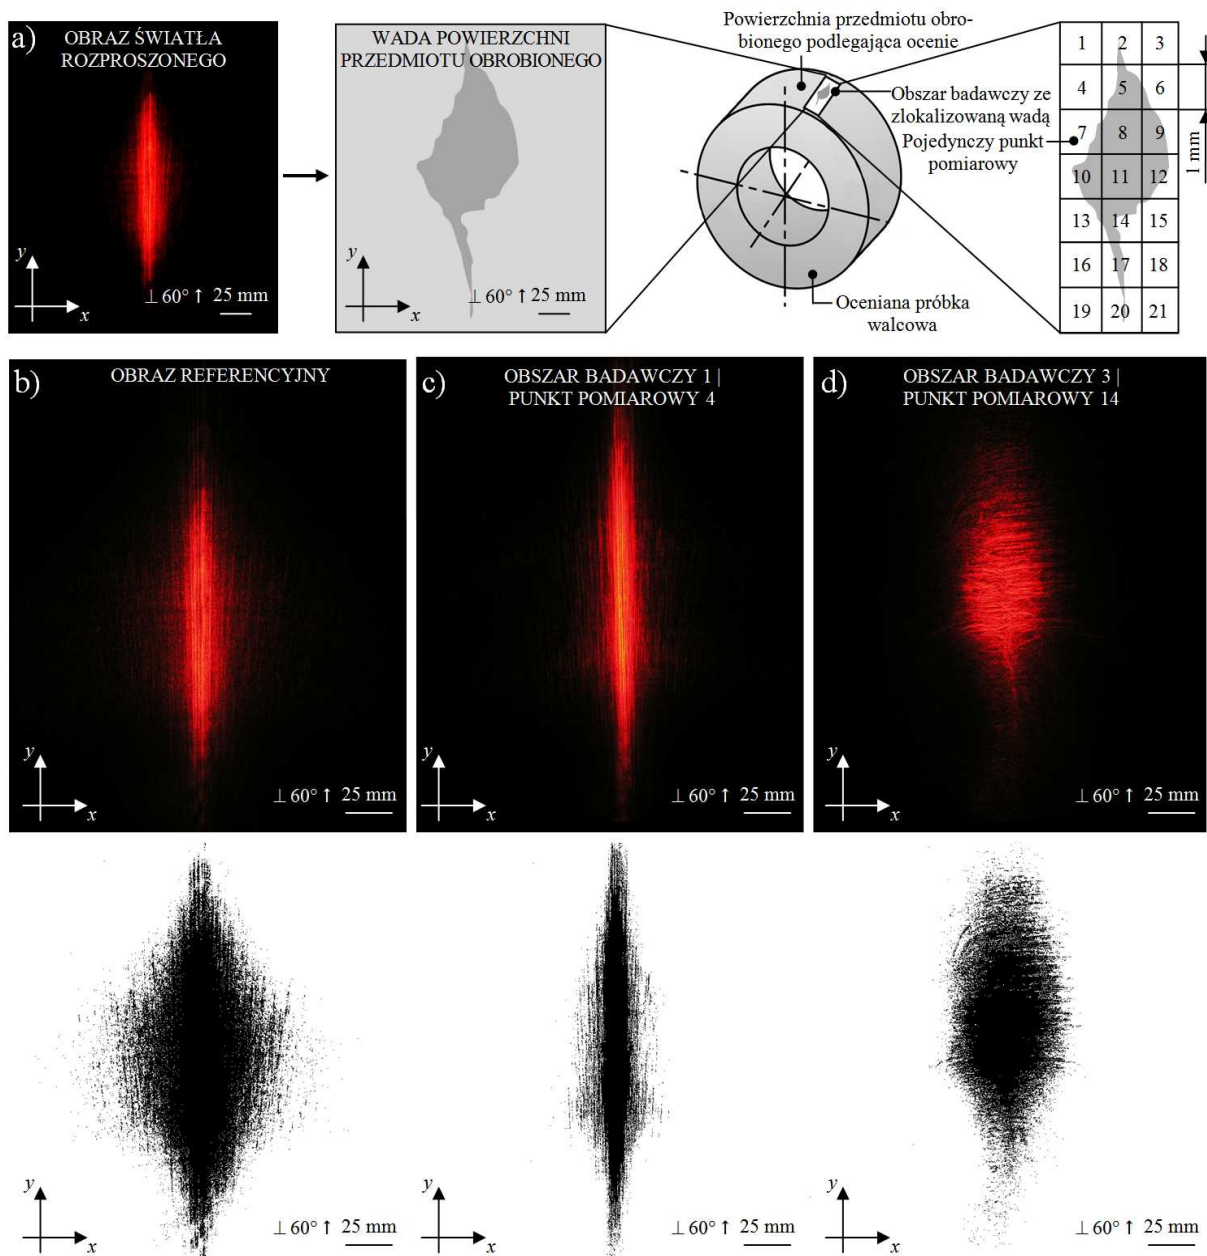 a)
OBRAZ ŚWIATŁA
ROZPROSZONEGO
y
x
⊥ 60° ↑ 25 mm
WADA POWIERZCHNI
PRZEDMIOTU OBROBIONEGO
y
x
⊥ 60° ↑ 25 mm
Powierzchnia przedmiotu obro-
bionego podlegająca ocenie
Obszar badawczy ze
zlokalizowaną wadą
Pojedynczy punkt
pomiarowy
Oceniana próbka
walcowa
1 2 3
4 5 6
7 8 9
10 11 12
13 14 15
16 17 18
19 20 21
1 mm
b)
OBRAZ REFERENCYJNY
y
x
⊥ 60° ↑ 25 mm
c)
OBSZAR BADAWCZY 1 |
PUNKT POMIAROWY 4
y
x
⊥ 60° ↑ 25 mm
d)
OBSZAR BADAWCZY 3 |
PUNKT POMIAROWY 14
y
x
⊥ 60° ↑ 25 mm
y
x
⊥ 60° ↑ 25 mm
y
x
⊥ 60° ↑ 25 mm
y
x
⊥ 60° ↑ 25 mm